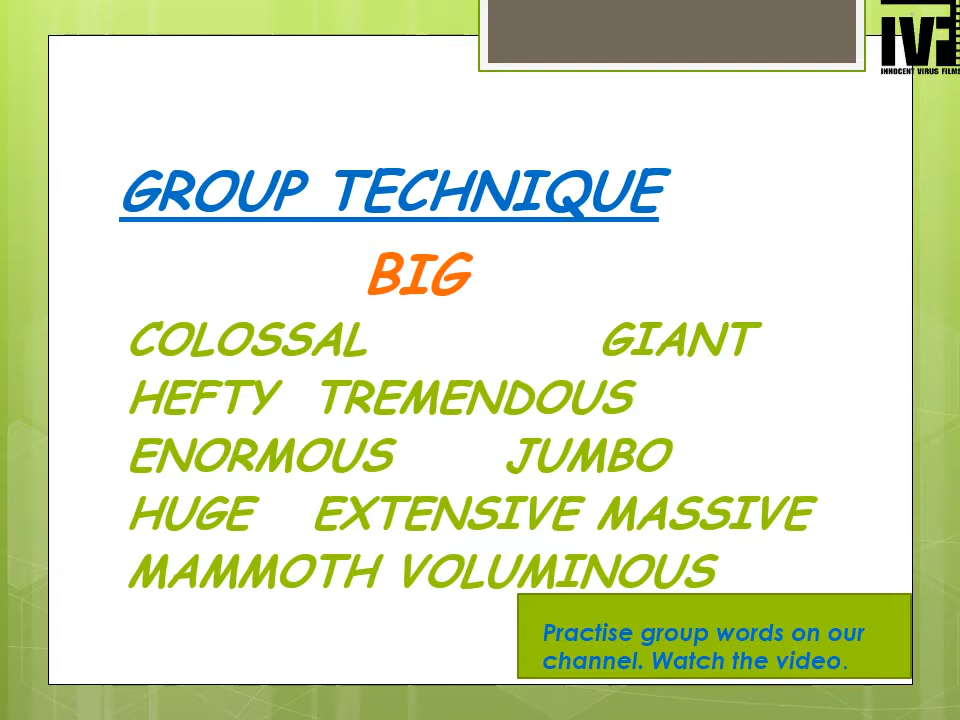 IVF
INNOCENT VIRUS FILMS
GROUP TECHNIQUE
BIG
COLOSSAL GIANT
HEFTY TREMENDOUS
ENORMOUS JUMBO
HUGE EXTENSIVE MASSIVE
MAMMOTH VOLUMINOUS
Practise group words on our
channel. Watch the video.